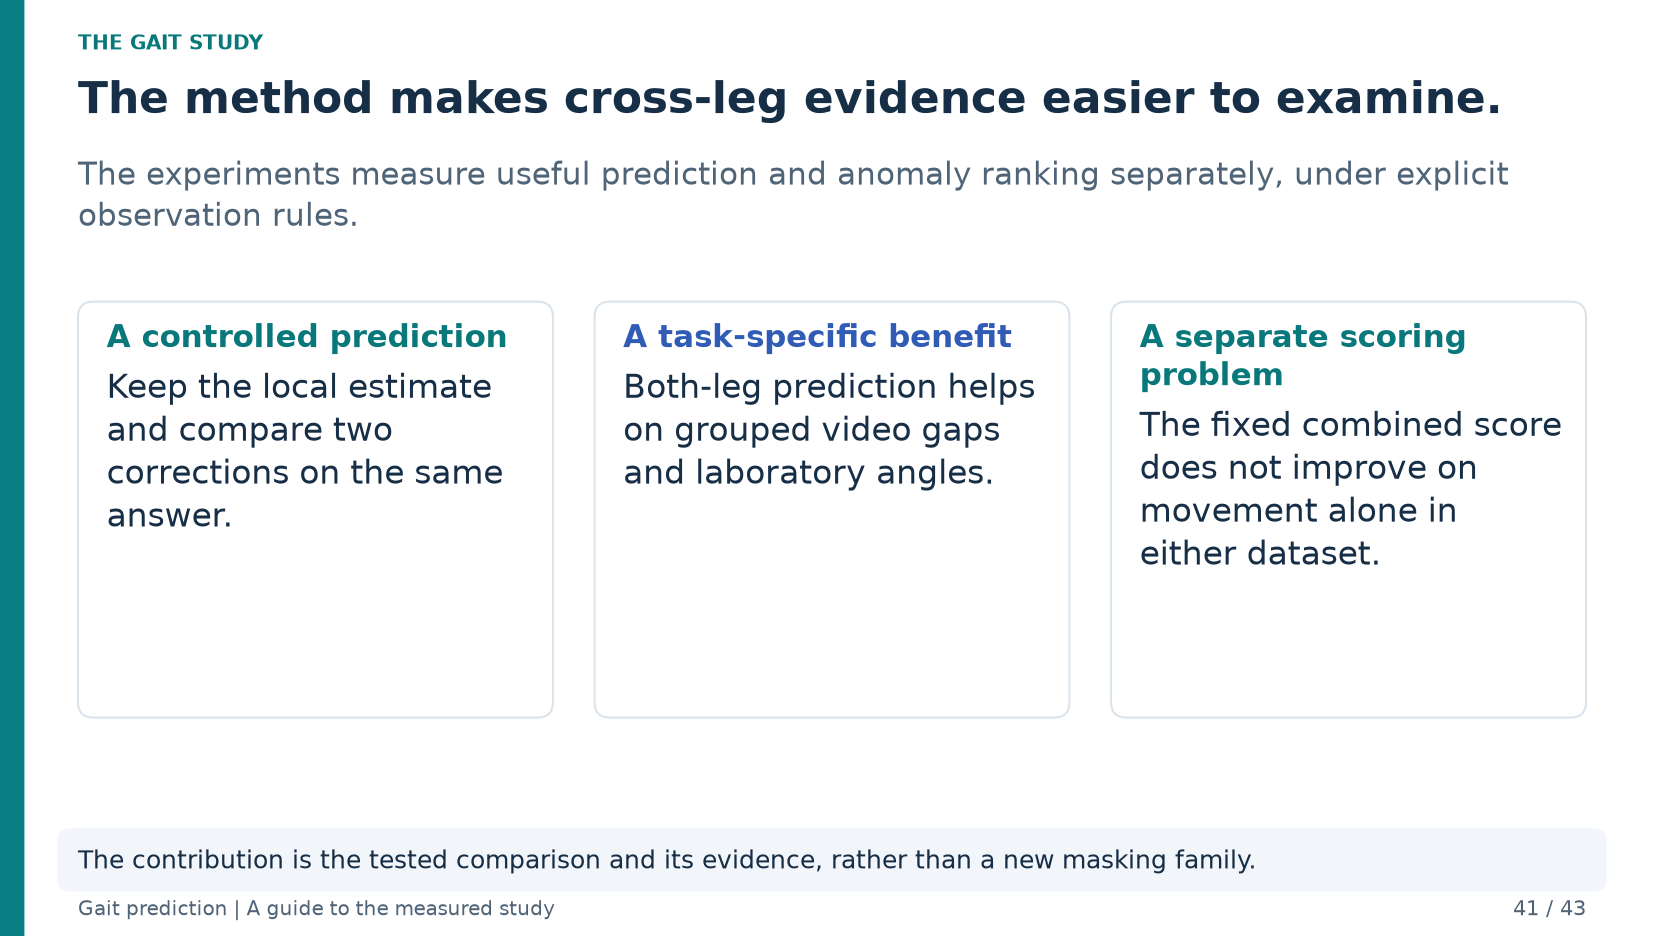 THE GAIT STUDY
The method makes cross-leg evidence easier to examine.
The experiments measure useful prediction and anomaly ranking separately, under explicit
observation rules.
A controlled prediction
Keep the local estimate
and compare two
corrections on the same
answer.
A task-specific benefit
Both-leg prediction helps
on grouped video gaps
and laboratory angles.
A separate scoring
problem
The fixed combined score
does not improve on
movement alone in
either dataset.
The contribution is the tested comparison and its evidence, rather than a new masking family.
Gait prediction | A guide to the measured study
41 / 43